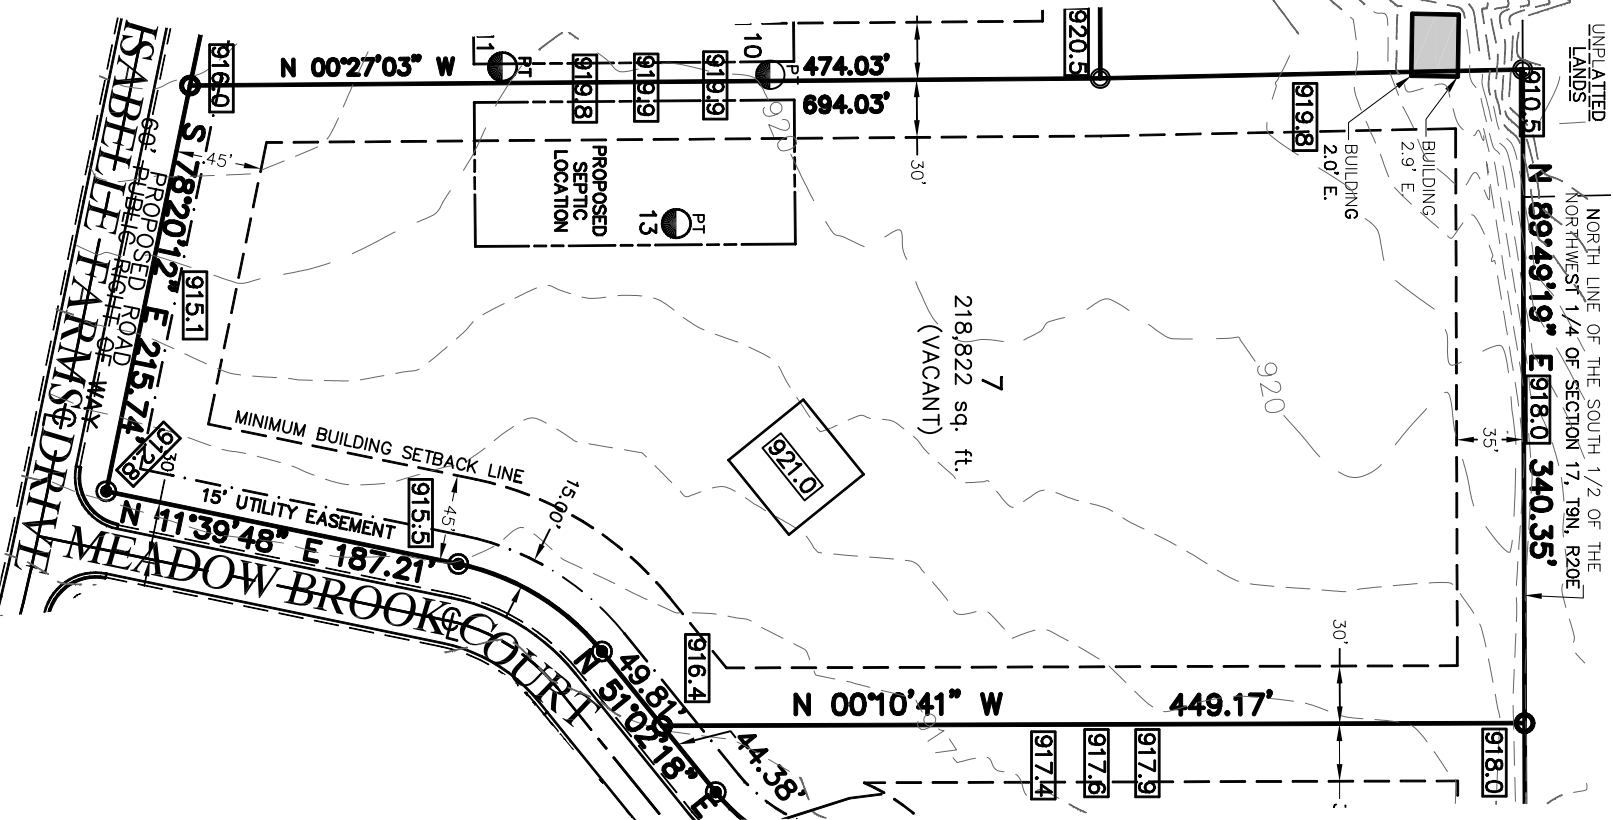 UNPLATTED
LANDS
NORTH LINE OF THE SOUTH 1/2 OF THE
NORTHWEST 1/4 OF SECTION 17, T9N, R20E
N 89°49'19" E 340.35'
910.5
918.0
918.0
35'
BUILDING
2.9' E.
BUILDING
2.0' E.
919.8
920.5
N 00°27'03" W
474.03'
694.03'
30'
10
PT
11
PT
919.9
919.9
919.8
916.0
920
PROPOSED
SEPTIC
LOCATION
PT
13
7
218,822 sq. ft.
(VACANT)
920
921.0
45'
S 78°20'12" E 215.74'
915.1
PROPOSED ROAD
60' PUBLIC RIGHT OF WAY
ISABELLE FARMS DRIVE
℄
912.8
30'
MINIMUM BUILDING SETBACK LINE
15' UTILITY EASEMENT
915.5
45'
15.00'
N 11°39'48" E 187.21'
MEADOW BROOK COURT
℄
916.4
49.81'
N 51°02'18" E
44.38'
N 00°10'41" W
449.17'
30'
917
917.4
917.6
917.9